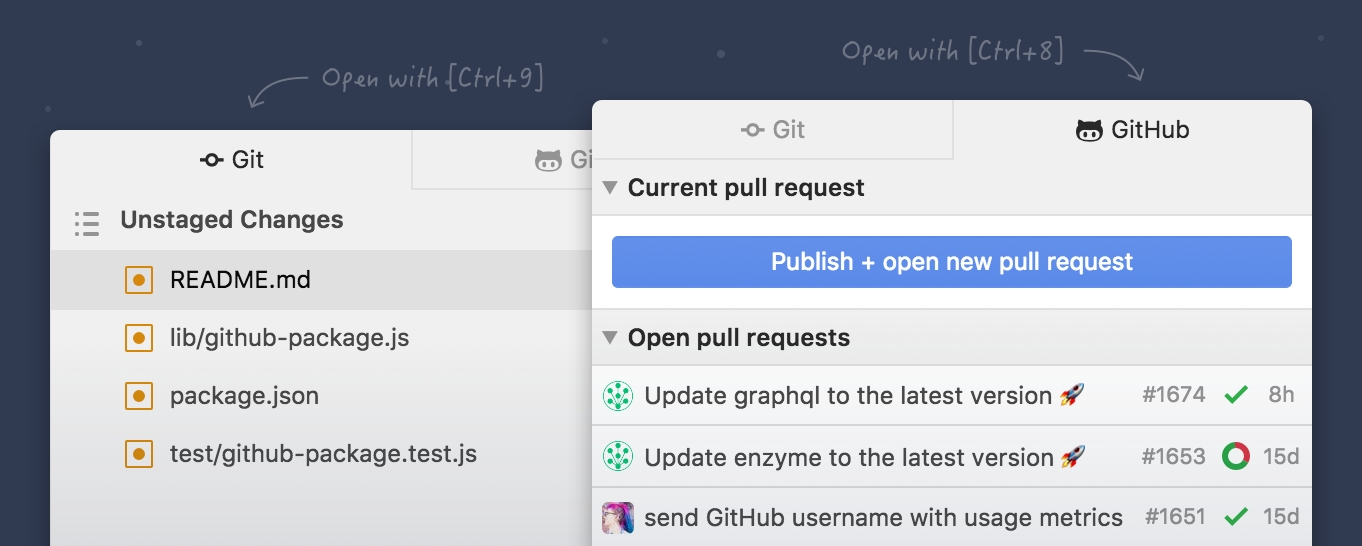 Open with [Ctrl+9]
Open with [Ctrl+8]
Git
Gi
Unstaged Changes
README.md
lib/github-package.js
package.json
test/github-package.test.js
Git
GitHub
Current pull request
Publish + open new pull request
Open pull requests
Update graphql to the latest version 🚀 #1674 8h
Update enzyme to the latest version 🚀 #1653 15d
send GitHub username with usage metrics #1651 15d